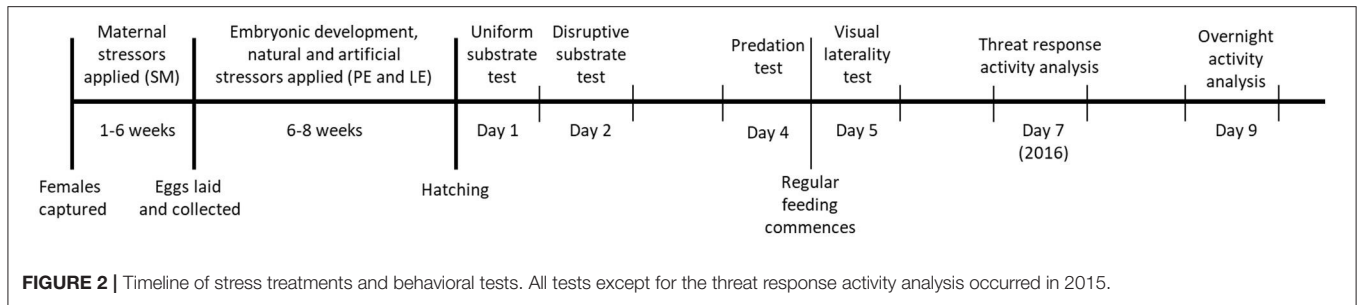 Maternal
stressors
applied (SM)
Embryonic development,
natural and artificial
stressors applied (PE and LE)
Uniform
substrate
test
Disruptive
substrate
test
Predation
test
Visual
laterality
test
Threat response
activity analysis
Overnight
activity
analysis
1-6 weeks
6-8 weeks
Day 1
Day 2
Day 4
Day 5
Day 7
(2016)
Day 9
Females
captured
Eggs laid
and collected
Hatching
Regular
feeding
commences
FIGURE 2 | Timeline of stress treatments and behavioral tests. All tests except for the threat response activity analysis occurred in 2015.